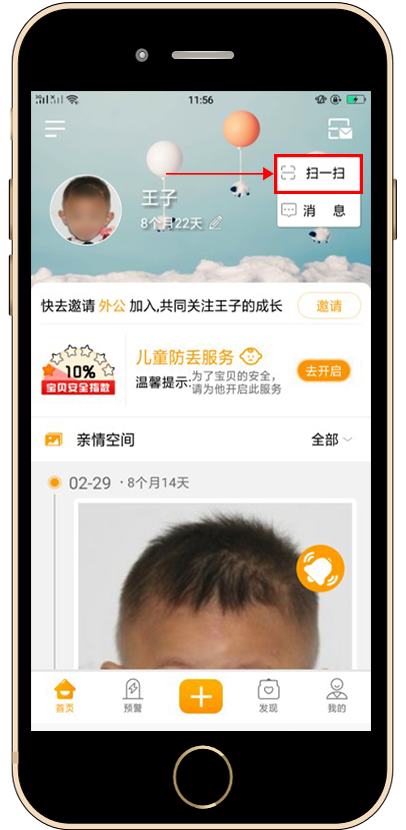 11:56
扫一扫
王子
消 息
8个月22天
快去邀请 外公 加入,共同关注王子的成长
邀请
10%
宝贝安全指数
儿童防丢服务
温馨提示:为了宝贝的安全，
请为他开启此服务
去开启
亲情空间
全部
02-29 · 8个月14天
首页
预警
发现
我的